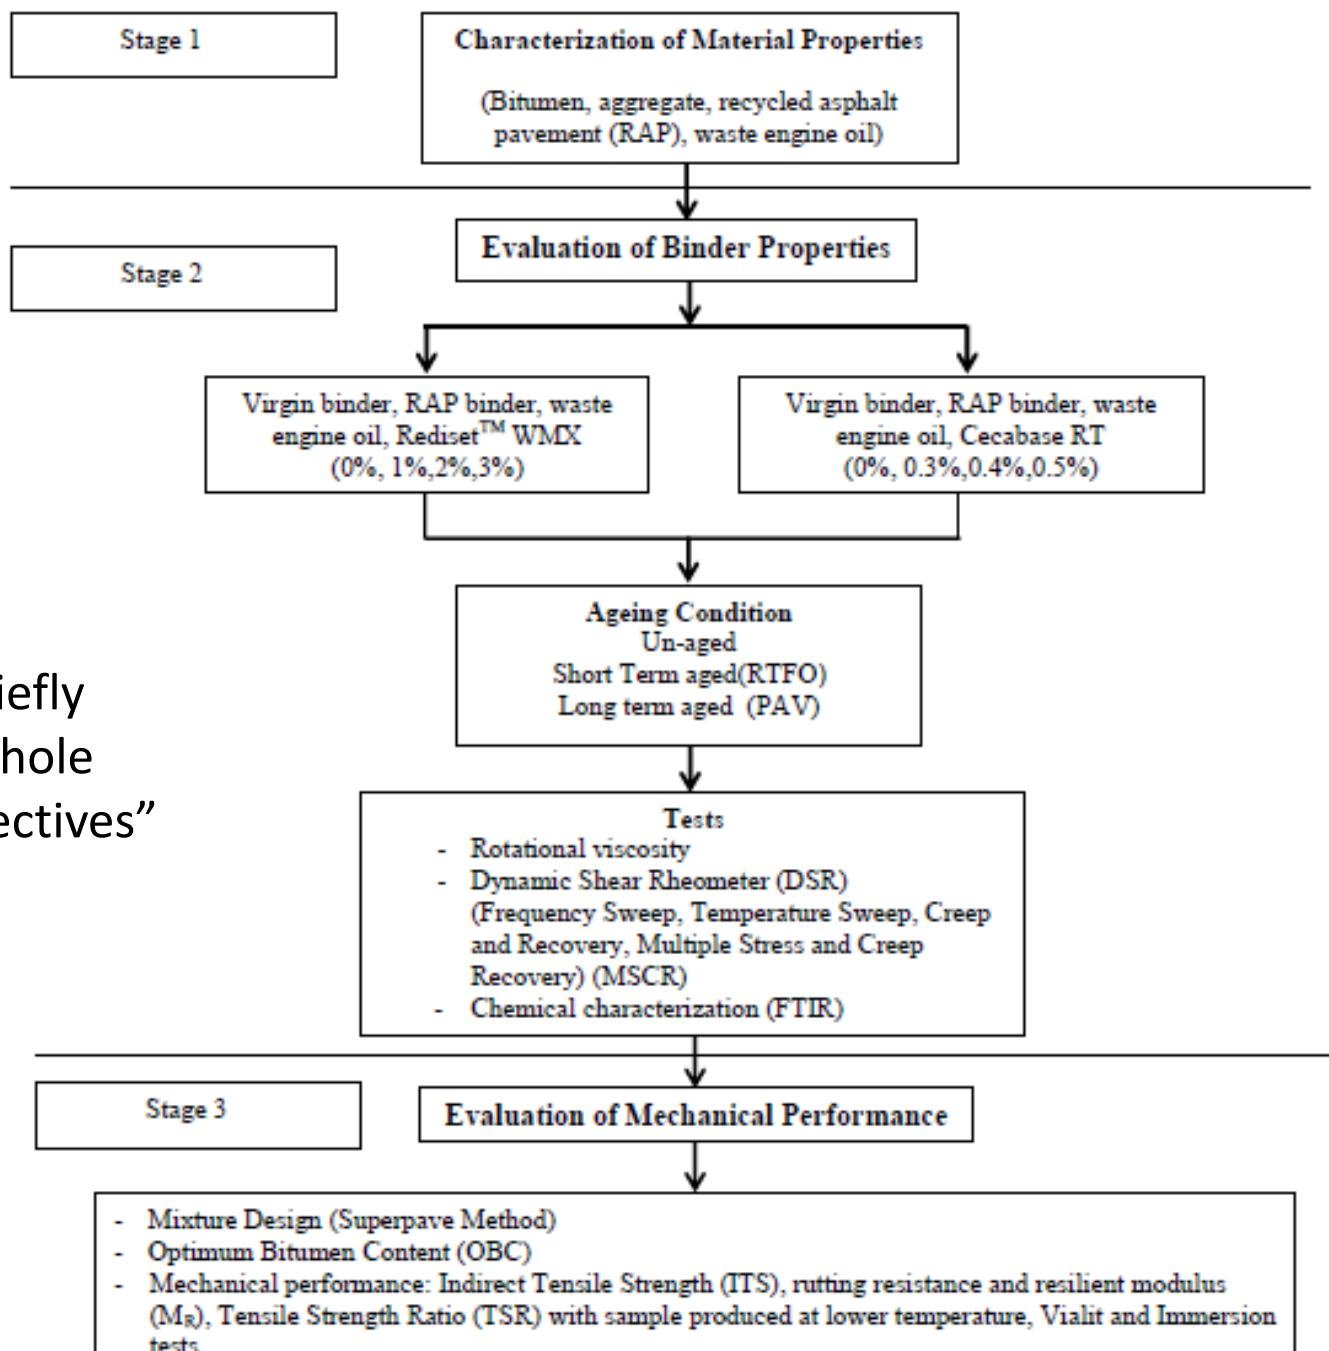 Stage 1
Characterization of Material Properties
(Bitumen, aggregate, recycled asphalt
pavement (RAP), waste engine oil)
Evaluation of Binder Properties
Stage 2
Virgin binder, RAP binder, waste
engine oil, Rediset™ WMX
(0%, 1%,2%,3%)
Virgin binder, RAP binder, waste
engine oil, Cecabase RT
(0%, 0.3%,0.4%,0.5%)
Ageing Condition
Un-aged
Short Term aged(RTFO)
Long term aged (PAV)
iefly
hole
ectives”
Tests
- Rotational viscosity
- Dynamic Shear Rheometer (DSR)
(Frequency Sweep, Temperature Sweep, Creep
and Recovery, Multiple Stress and Creep
Recovery) (MSCR)
- Chemical characterization (FTIR)
Stage 3
Evaluation of Mechanical Performance
- Mixture Design (Superpave Method)
- Optimum Bitumen Content (OBC)
- Mechanical performance: Indirect Tensile Strength (ITS), rutting resistance and resilient modulus
(MR), Tensile Strength Ratio (TSR) with sample produced at lower temperature, Vialit and Immersion
tests